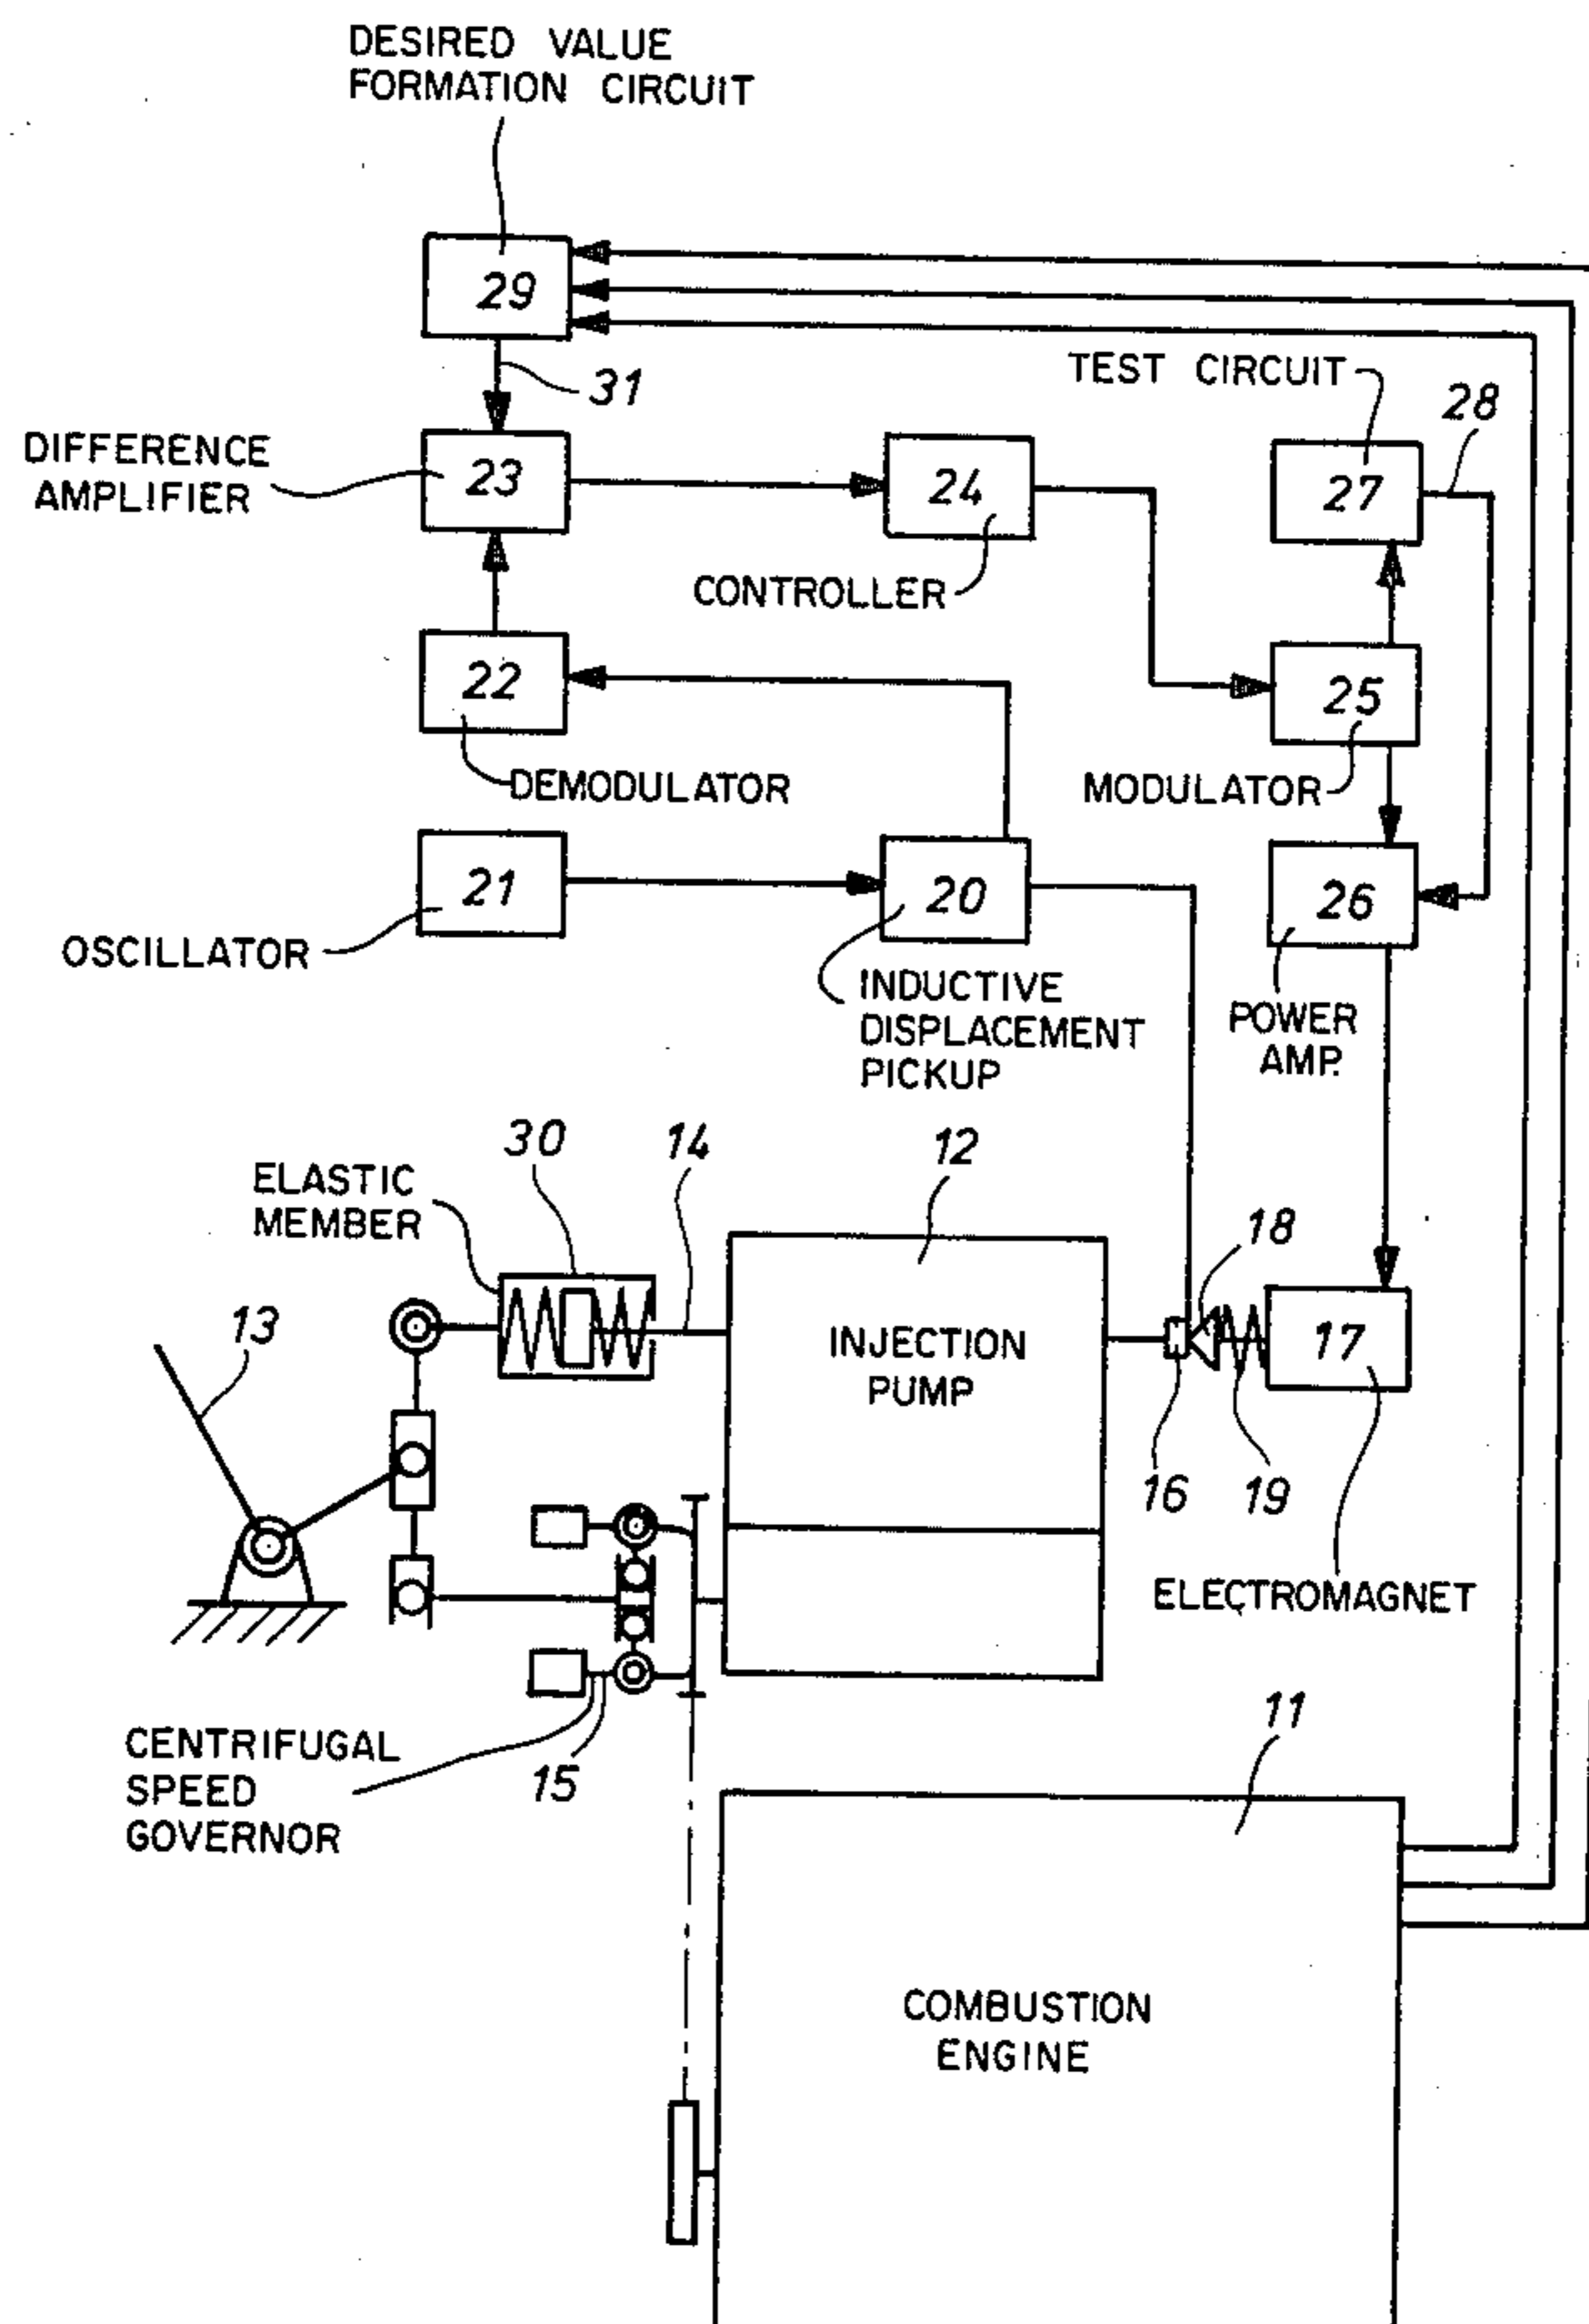 DESIRED VALUE
FORMATION CIRCUIT
29
31
TEST CIRCUIT
28
DIFFERENCE
AMPLIFIER
23
24
27
CONTROLLER
22
25
DEMODULATOR
MODULATOR
21
20
26
OSCILLATOR
INDUCTIVE
DISPLACEMENT
PICKUP
POWER
AMP.
30
14
12
ELASTIC
MEMBER
18
13
INJECTION
PUMP
17
16
19
ELECTROMAGNET
CENTRIFUGAL
SPEED
GOVERNOR
15
11
COMBUSTION
ENGINE